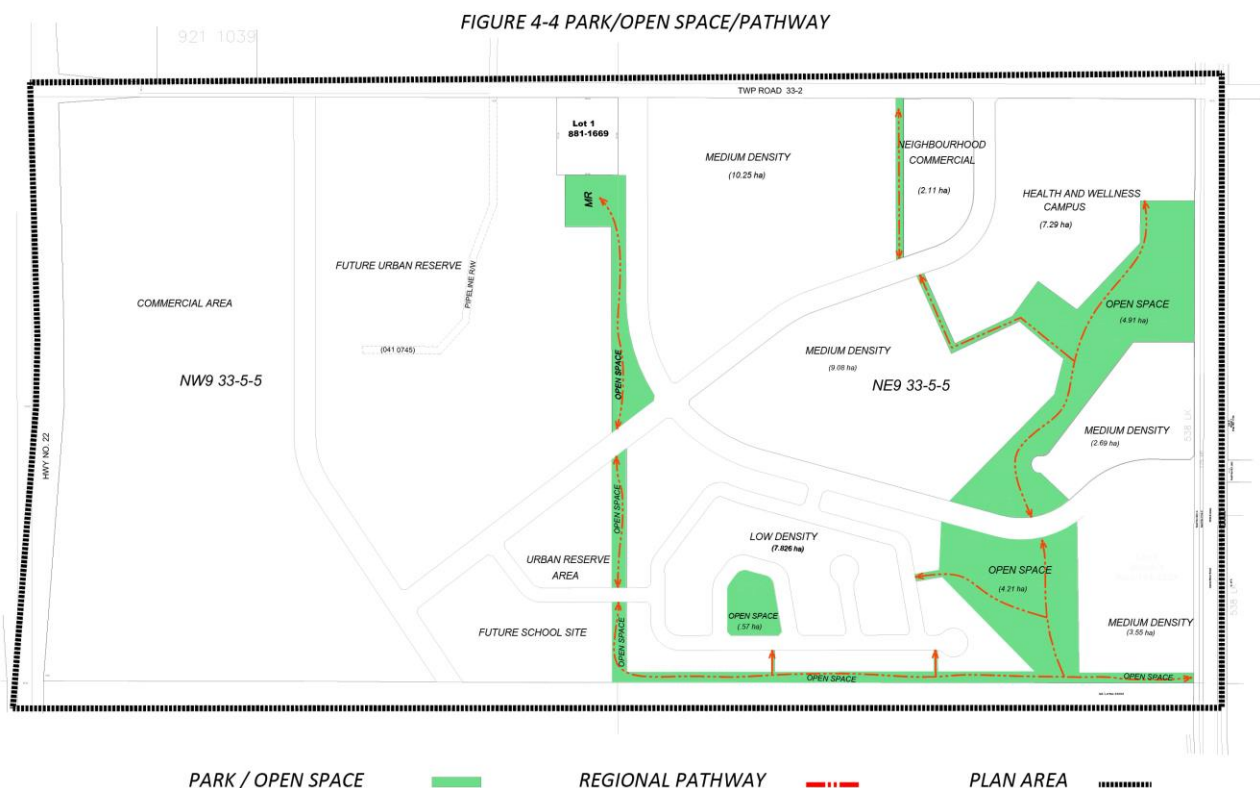 FIGURE 4-4 PARK/OPEN SPACE/PATHWAY
921 1039
TWP ROAD 33-2
Lot 1
881-1669
MEDIUM DENSITY
(10.25 ha)
NEIGHBOURHOOD
COMMERCIAL
(2.11 ha)
HEALTH AND WELLNESS
CAMPUS
(7.29 ha)
MR
FUTURE URBAN RESERVE
PIPELINE R/W
(041 0745)
COMMERCIAL AREA
NW9 33-5-5
HWY NO. 22
OPEN SPACE
OPEN SPACE
(4.91 ha)
MEDIUM DENSITY
(9.08 ha)
NE9 33-5-5
MEDIUM DENSITY
(2.69 ha)
538 LK
OPEN SPACE
LOW DENSITY
(7.826 ha)
URBAN RESERVE
AREA
OPEN SPACE
(4.21 ha)
OPEN SPACE
(.57 ha)
MEDIUM DENSITY
(3.55 ha)
538 LK
FUTURE SCHOOL SITE
OPEN SPACE
OPEN SPACE
OPEN SPACE
PARK / OPEN SPACE
REGIONAL PATHWAY
PLAN AREA